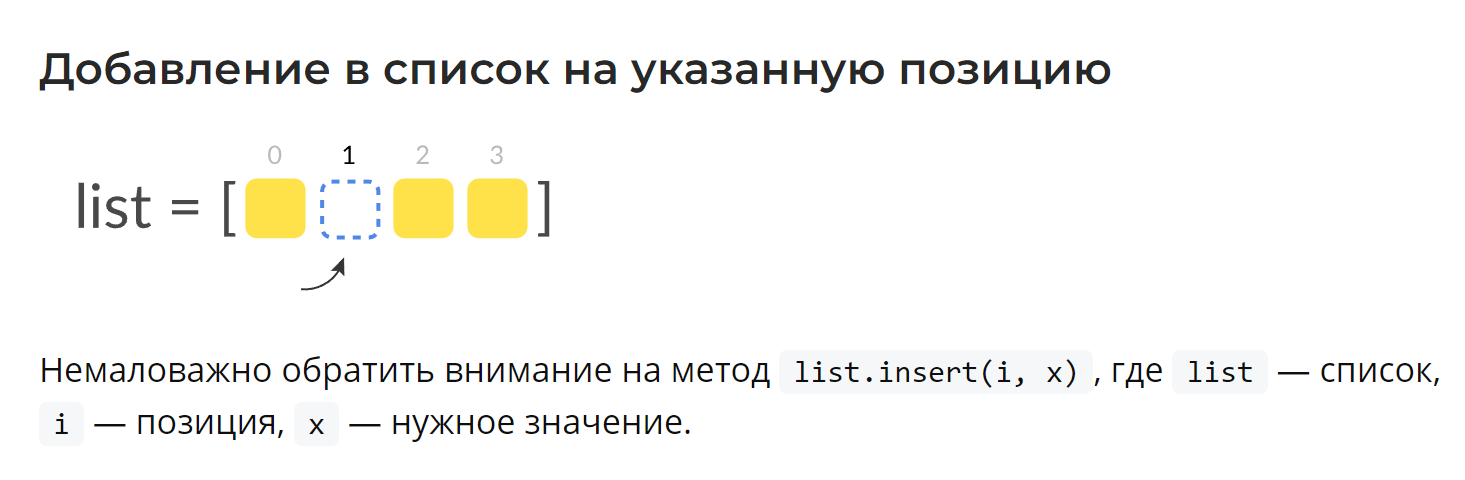 Добавление в список на указанную позицию
0 1 2 3
list = [ ]
Немаловажно обратить внимание на метод list.insert(i, x), где list — список,
i — позиция, x — нужное значение.